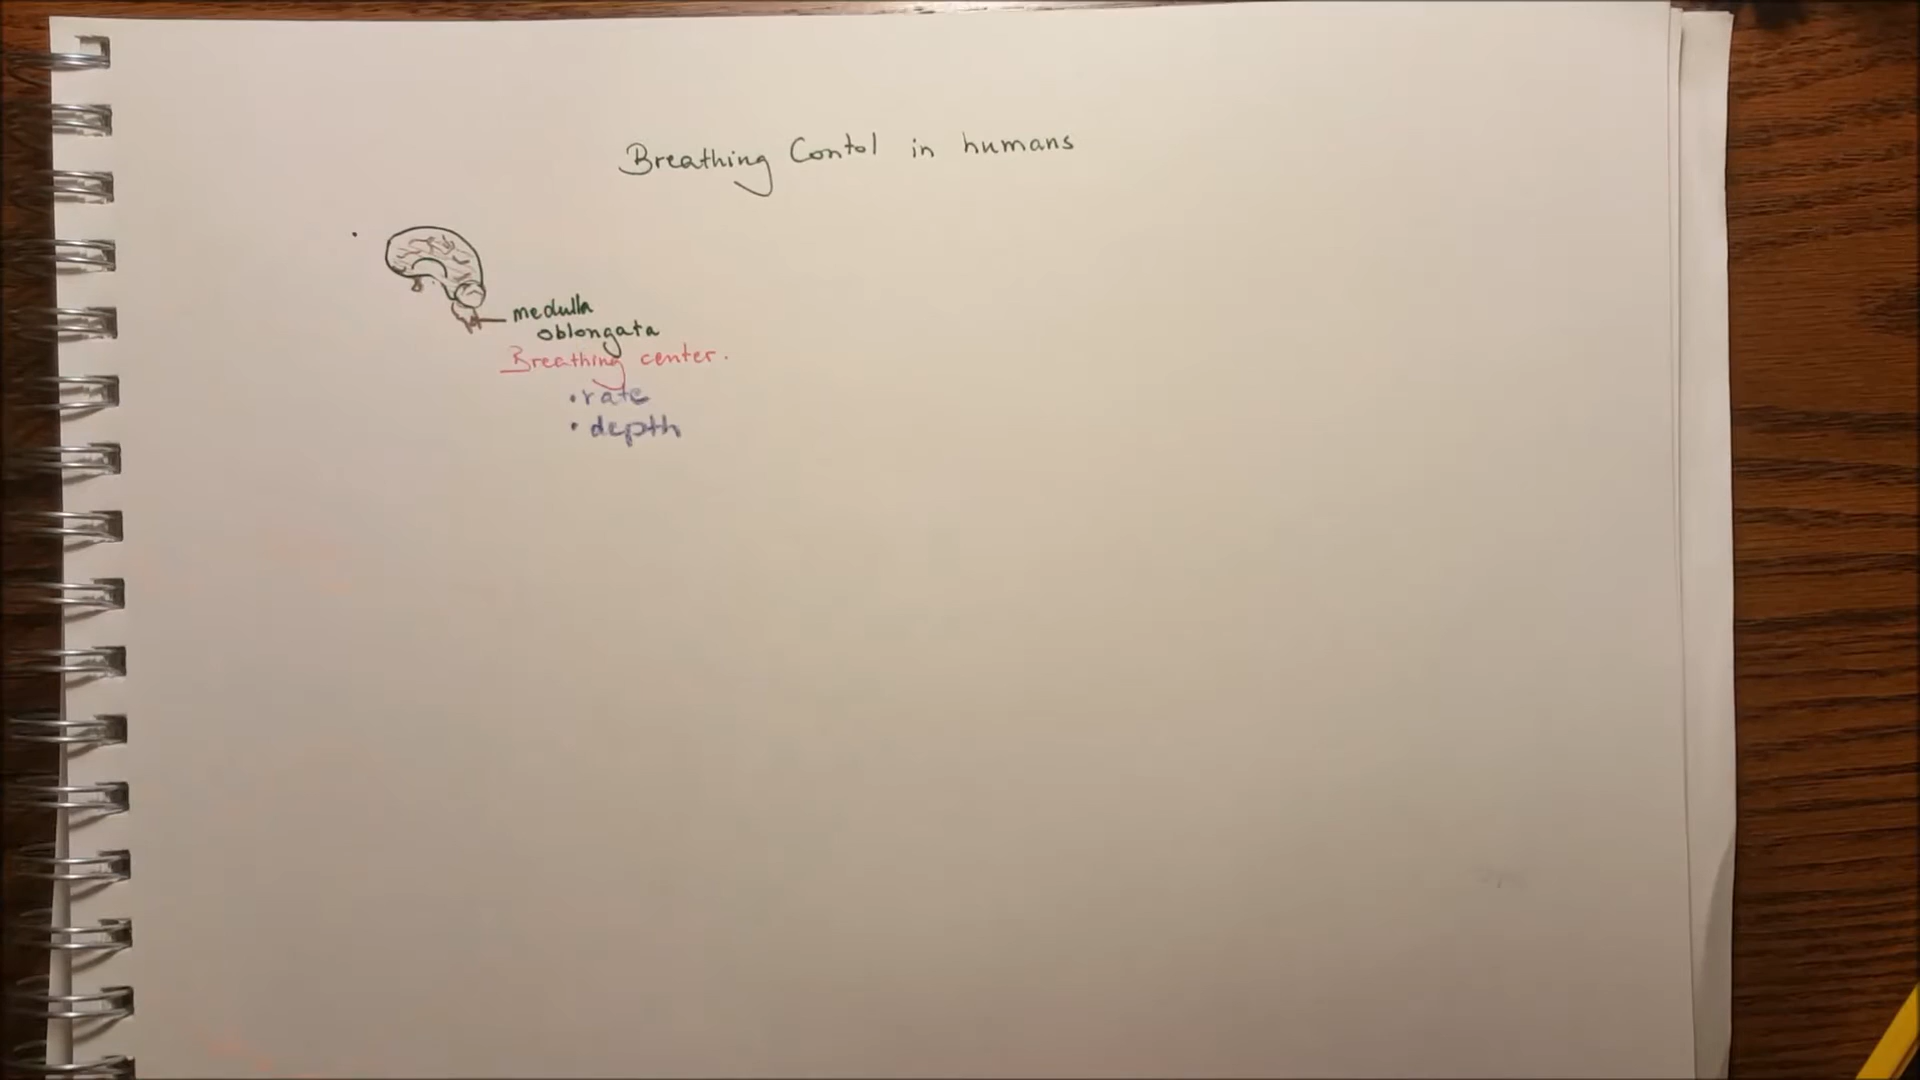 Breathing Contol in humans
medulla
oblongata
Breathing center.
• rate
• depth